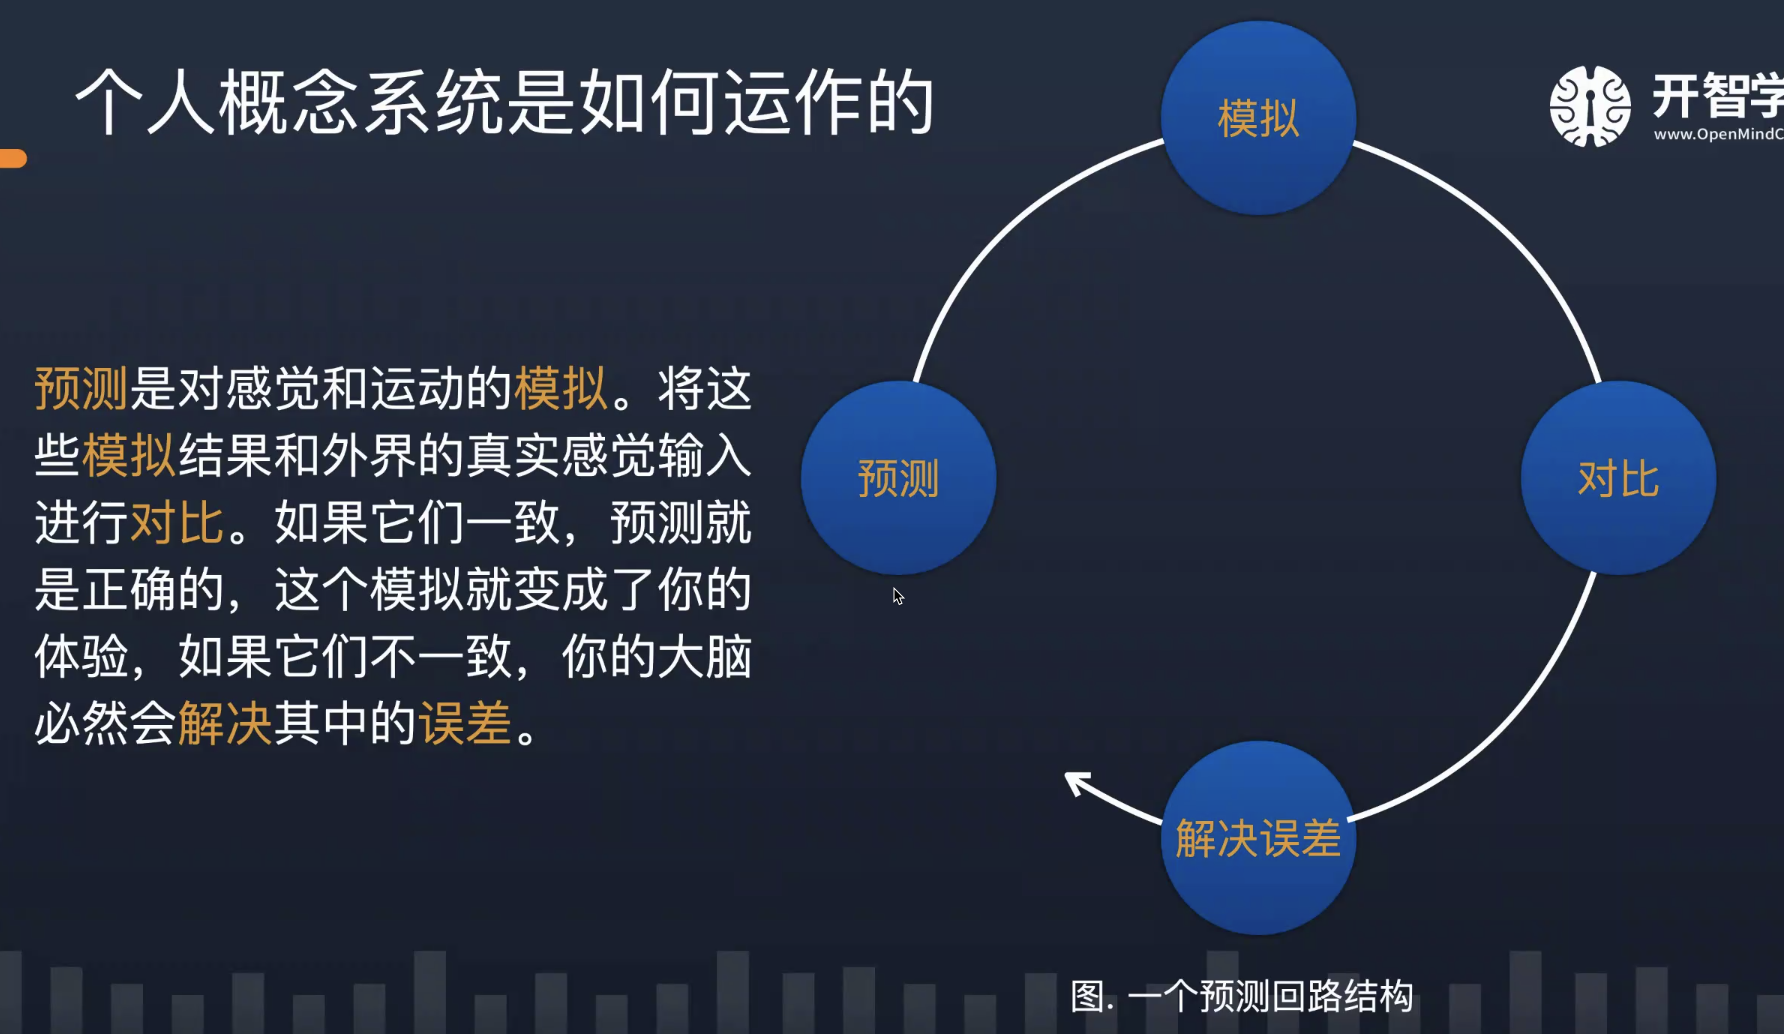 个人概念系统是如何运作的
开智学
www.OpenMindC
预测是对感觉和运动的模拟。将这
些模拟结果和外界的真实感觉输入
进行对比。如果它们一致，预测就
是正确的，这个模拟就变成了你的
体验，如果它们不一致，你的大脑
必然会解决其中的误差。
模拟
预测
对比
解决误差
图. 一个预测回路结构